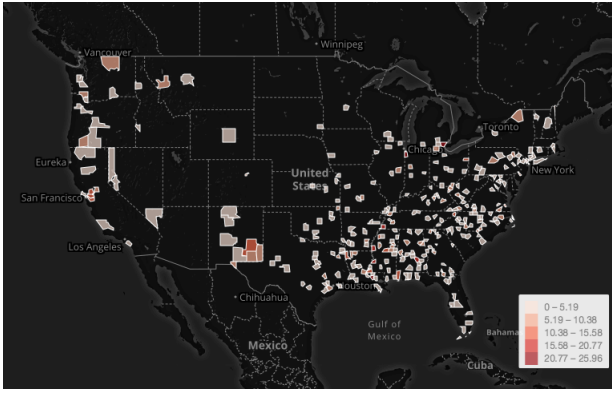 Winnipeg
Vancouver
Toronto
Chicago
Eureka
New York
United
States
San Francisco
Los Angeles
Houston
Chihuahua
0 – 5.19
5.19 – 10.38
10.38 – 15.58
15.58 – 20.77
20.77 – 25.96
Gulf of
Mexico
Bahama
Mexico
Cuba